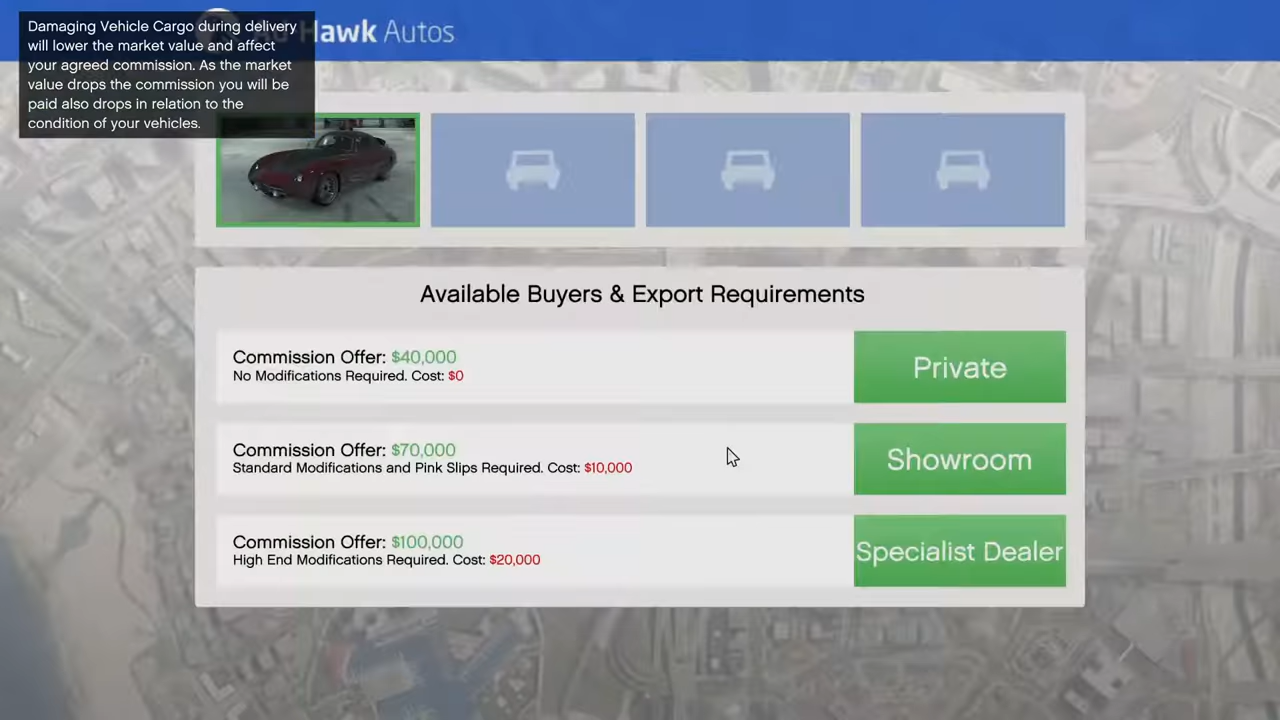 Damaging Vehicle Cargo during delivery
will lower the market value and affect
your agreed commission. As the market
value drops the commission you will be
paid also drops in relation to the
condition of your vehicles.
Hawk Autos
Available Buyers & Export Requirements
Commission Offer: $40,000
No Modifications Required. Cost: $0
Private
Commission Offer: $70,000
Standard Modifications and Pink Slips Required. Cost: $10,000
Showroom
Commission Offer: $100,000
High End Modifications Required. Cost: $20,000
Specialist Dealer